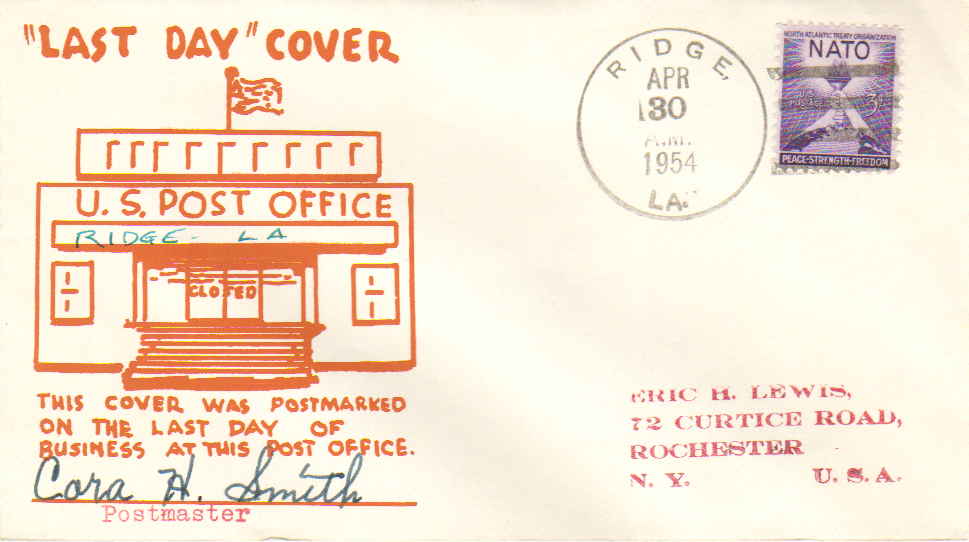 "LAST DAY" COVER
U.S. POST OFFICE
RIDGE - LA
CLOSED
THIS COVER WAS POSTMARKED
ON THE LAST DAY OF
BUSINESS AT THIS POST OFFICE.
Cora H. Smith
Postmaster
RIDGE,
APR
30
A.M.
1954
LA.
NORTH ATLANTIC TREATY ORGANIZATION
NATO
U.S.
POSTAGE
3¢
PEACE-STRENGTH-FREEDOM
ERIC H. LEWIS,
72 CURTICE ROAD,
ROCHESTER
N. Y. U. S. A.